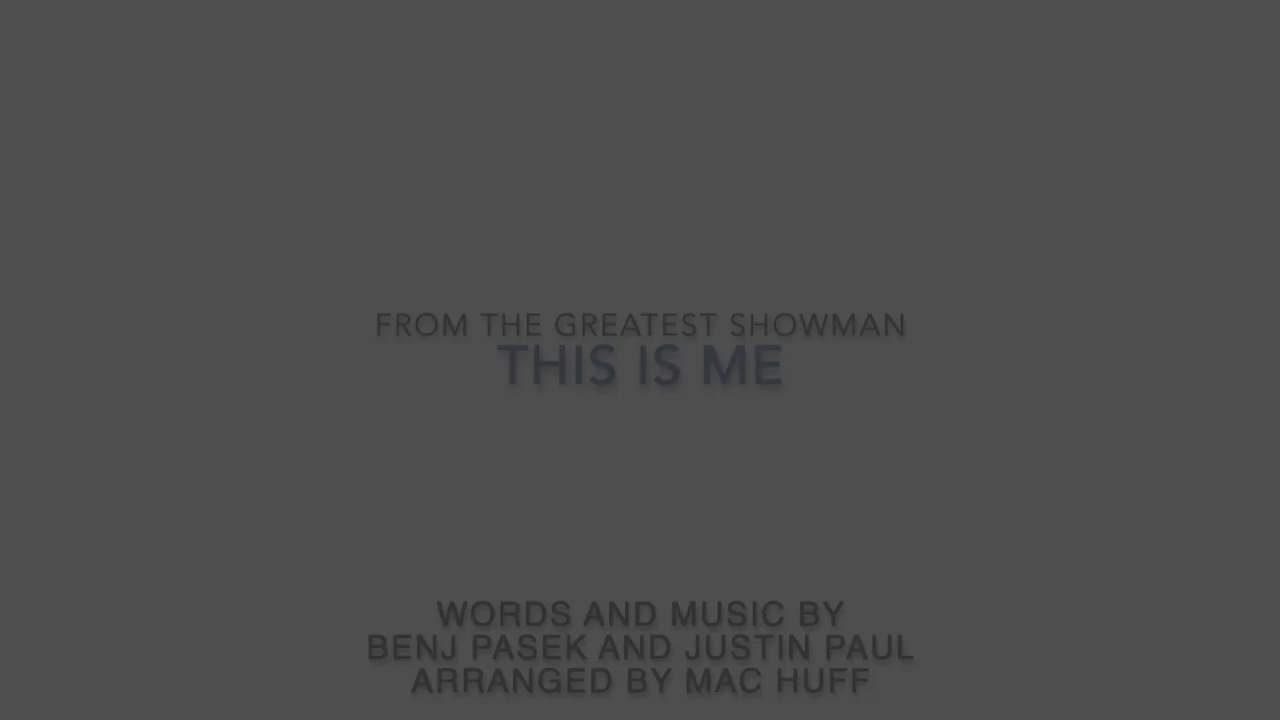 FROM THE GREATEST SHOWMAN
THIS IS ME
WORDS AND MUSIC BY
BENJ PASEK AND JUSTIN PAUL
ARRANGED BY MAC HUFF